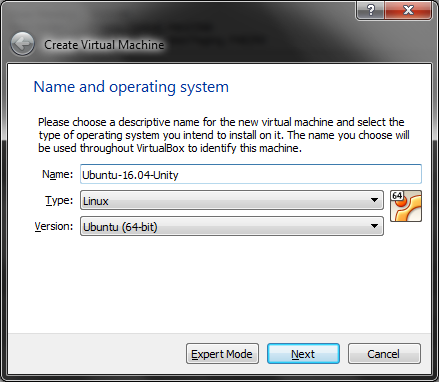 ?
Create Virtual Machine
Name and operating system
Please choose a descriptive name for the new virtual machine and select the
type of operating system you intend to install on it. The name you choose will
be used throughout VirtualBox to identify this machine.
Name: Ubuntu-16.04-Unity
Type: Linux
64
Version: Ubuntu (64-bit)
Expert Mode Next Cancel